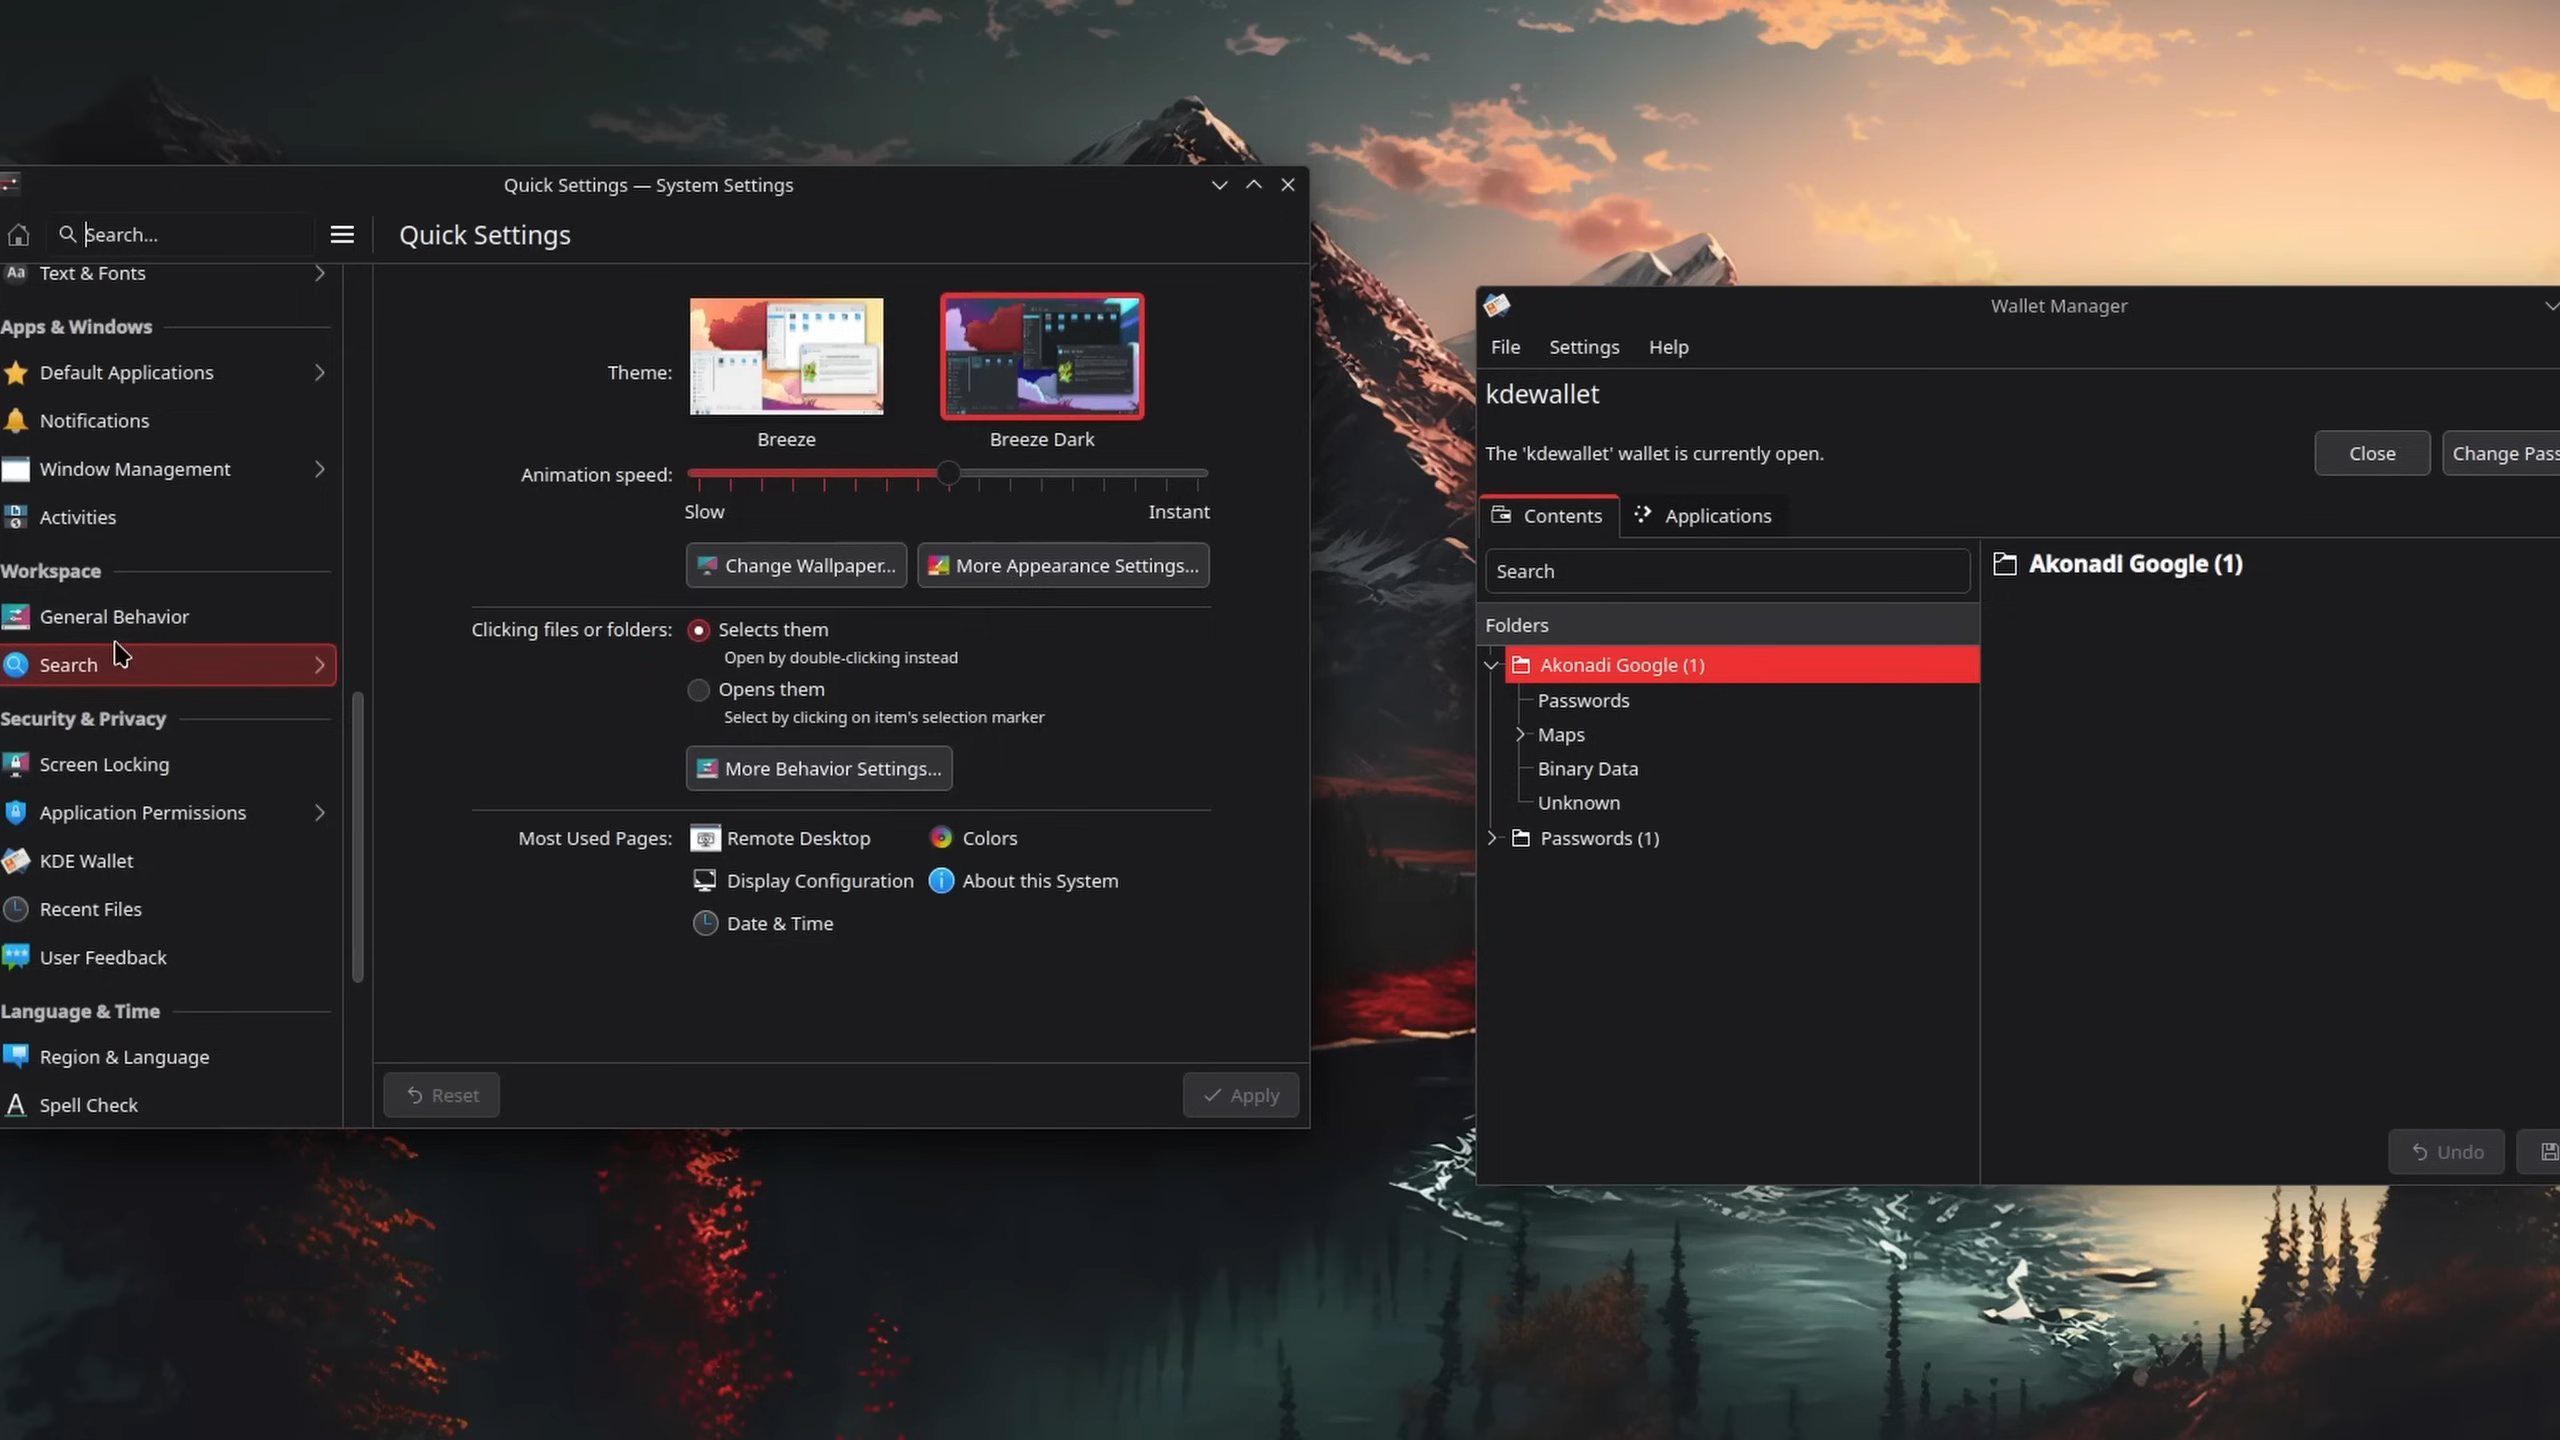 Quick Settings — System Settings
Search...
Quick Settings
Text & Fonts
Apps & Windows
Default Applications
Notifications
Window Management
Activities
Workspace
General Behavior
Search
Security & Privacy
Screen Locking
Application Permissions
KDE Wallet
Recent Files
User Feedback
Language & Time
Region & Language
Spell Check
Theme:
Breeze
Breeze Dark
Animation speed:
Slow
Instant
Change Wallpaper...
More Appearance Settings...
Clicking files or folders:
Selects them
Open by double-clicking instead
Opens them
Select by clicking on item's selection marker
More Behavior Settings...
Most Used Pages:
Remote Desktop
Colors
Display Configuration
About this System
Date & Time
Reset
Apply
Wallet Manager
File
Settings
Help
kdewallet
The 'kdewallet' wallet is currently open.
Close
Change Pass
Contents
Applications
Search
Folders
Akonadi Google (1)
Passwords
Maps
Binary Data
Unknown
Passwords (1)
Akonadi Google (1)
Undo